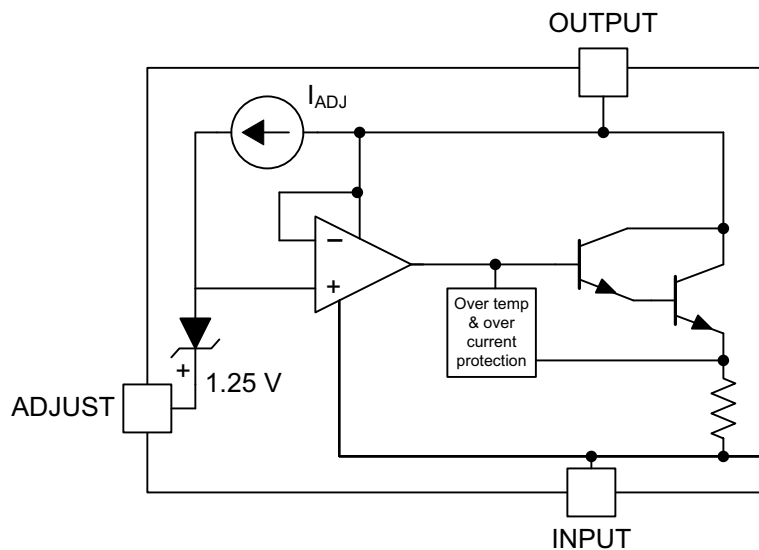 OUTPUT
IADJ
−
+
Over temp
& over
current
protection
+
1.25 V
ADJUST
INPUT